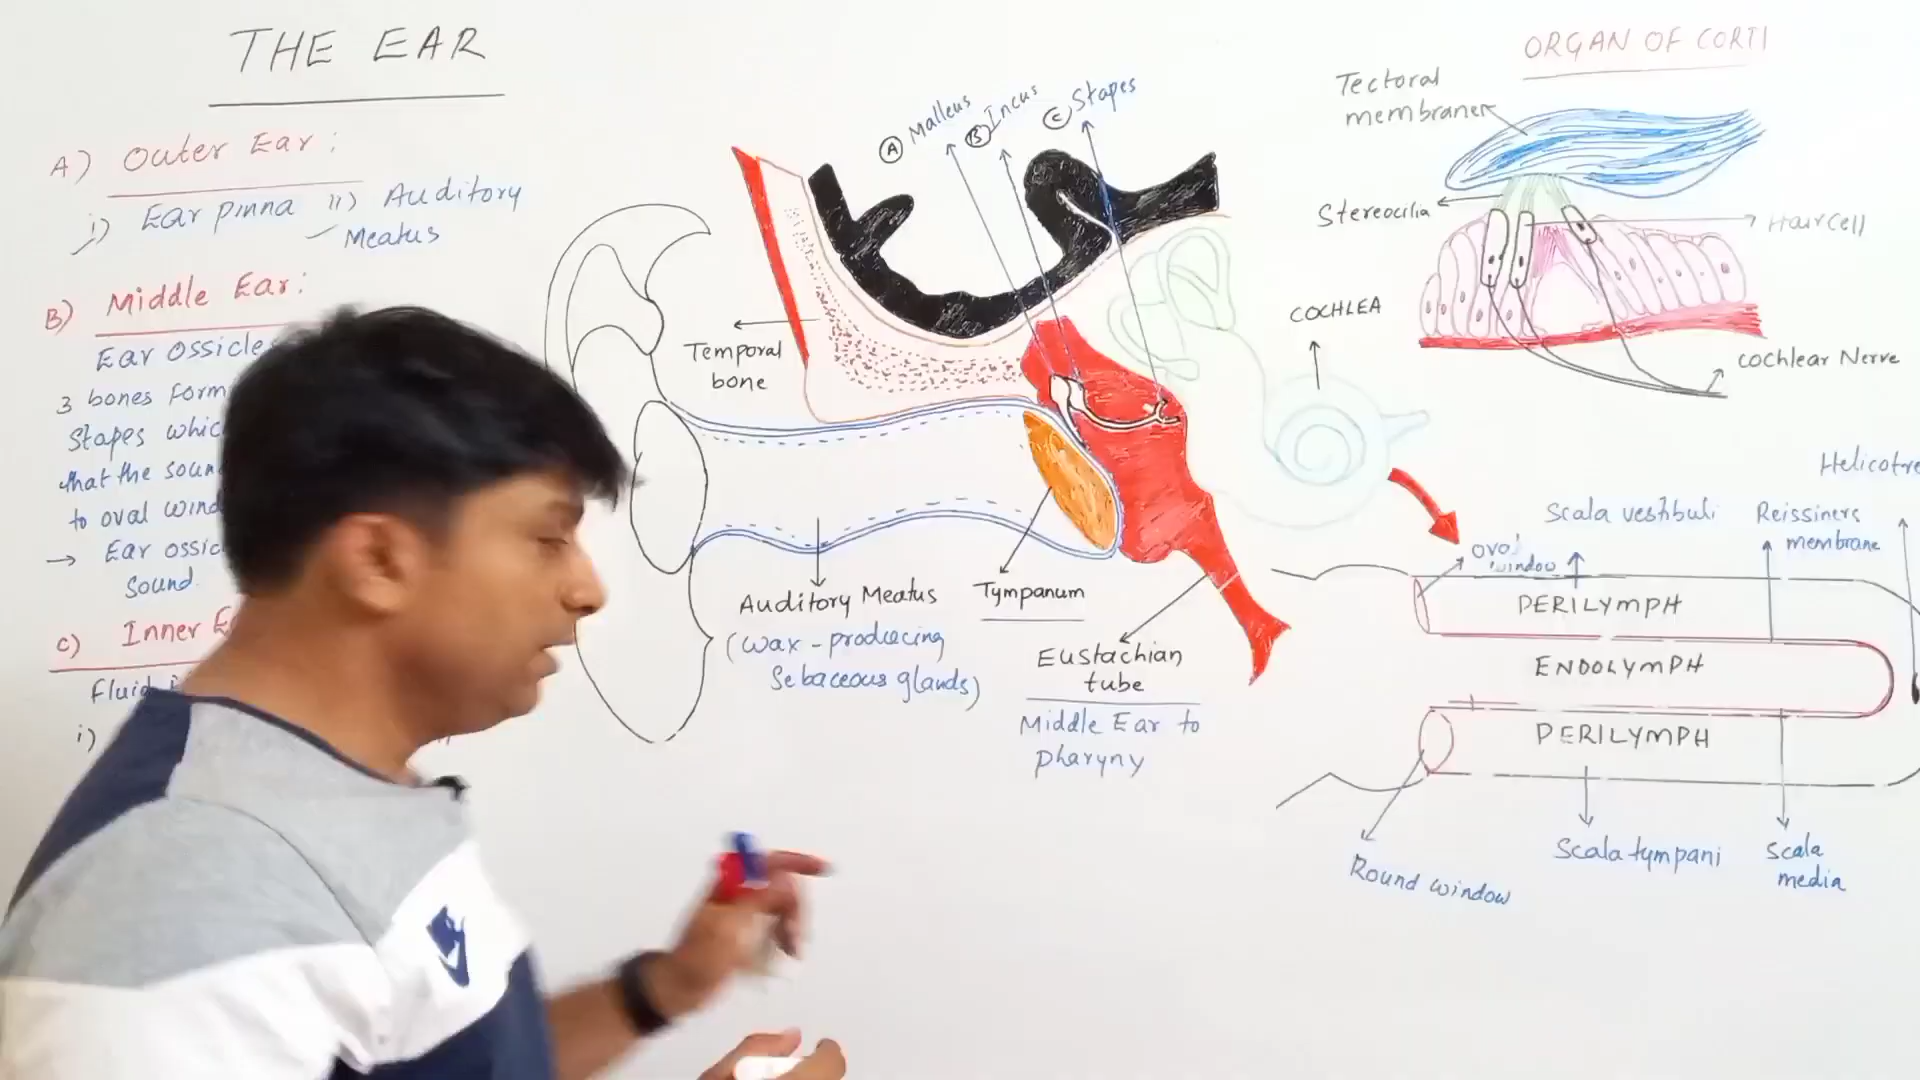 THE EAR
A) Outer Ear:
i) Ear pinna ii) Auditory
Meatus
B) Middle Ear:
Ear Ossicle
3 bones form
Stapes whic
that the soun
to oval wind
→ Ear ossic
Sound.
C) Inner E
Fluid
i)
A Malleus
B Incus
C Stapes
Temporal
bone
COCHLEA
Auditory Meatus
(wax-producing
Sebaceous glands)
Tympanum
Eustachian
tube
Middle Ear to
pharyny
ORGAN OF CORTI
Tectoral
membrane
Stereocilia
Haircell
cochlear Nerve
Helicotre
Scala vestibuli
Reissiners
membrane
oval
window
PERILYMPH
ENDOLYMPH
PERILYMPH
Round window
Scala tympani
Scala
media